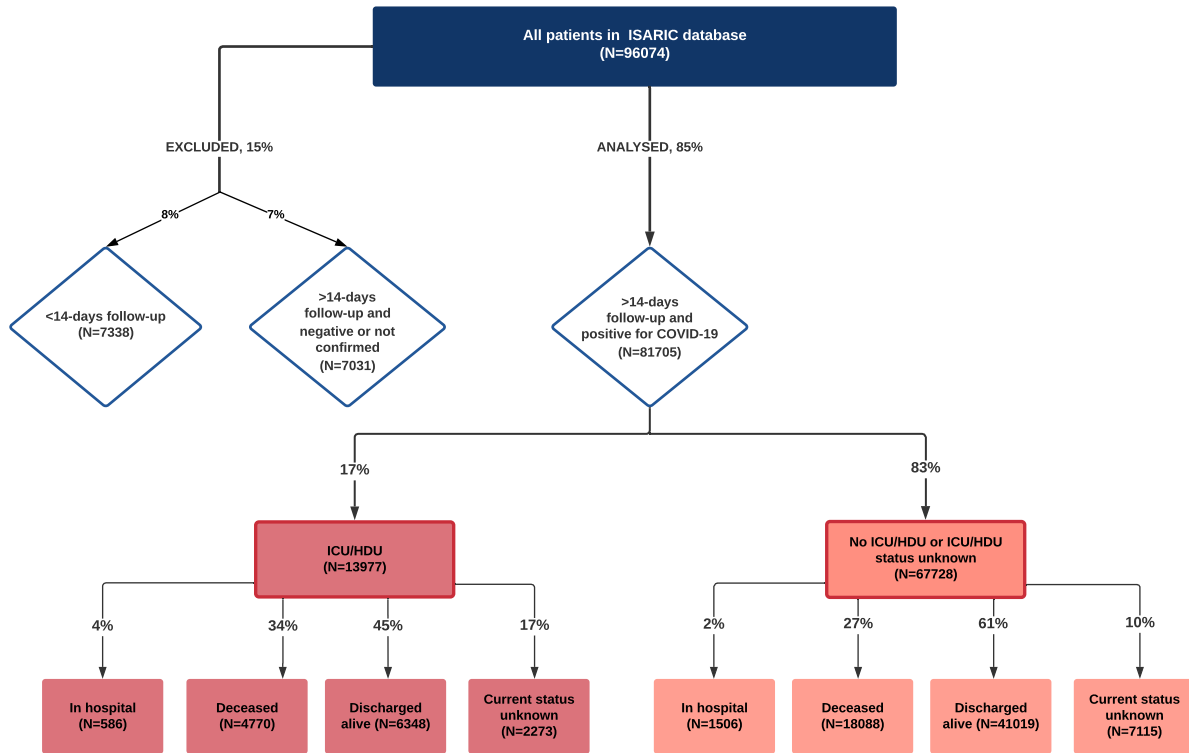 All patients in ISARIC database
(N=96074)
EXCLUDED, 15%
ANALYSED, 85%
8%
7%
<14-days follow-up
(N=7338)
>14-days
follow-up and
negative or not
confirmed
(N=7031)
>14-days
follow-up and
positive for COVID-19
(N=81705)
17%
83%
ICU/HDU
(N=13977)
No ICU/HDU or ICU/HDU
status unknown
(N=67728)
4%
34%
45%
17%
2%
27%
61%
10%
In hospital
(N=586)
Deceased
(N=4770)
Discharged
alive (N=6348)
Current status
unknown
(N=2273)
In hospital
(N=1506)
Deceased
(N=18088)
Discharged
alive (N=41019)
Current status
unknown
(N=7115)